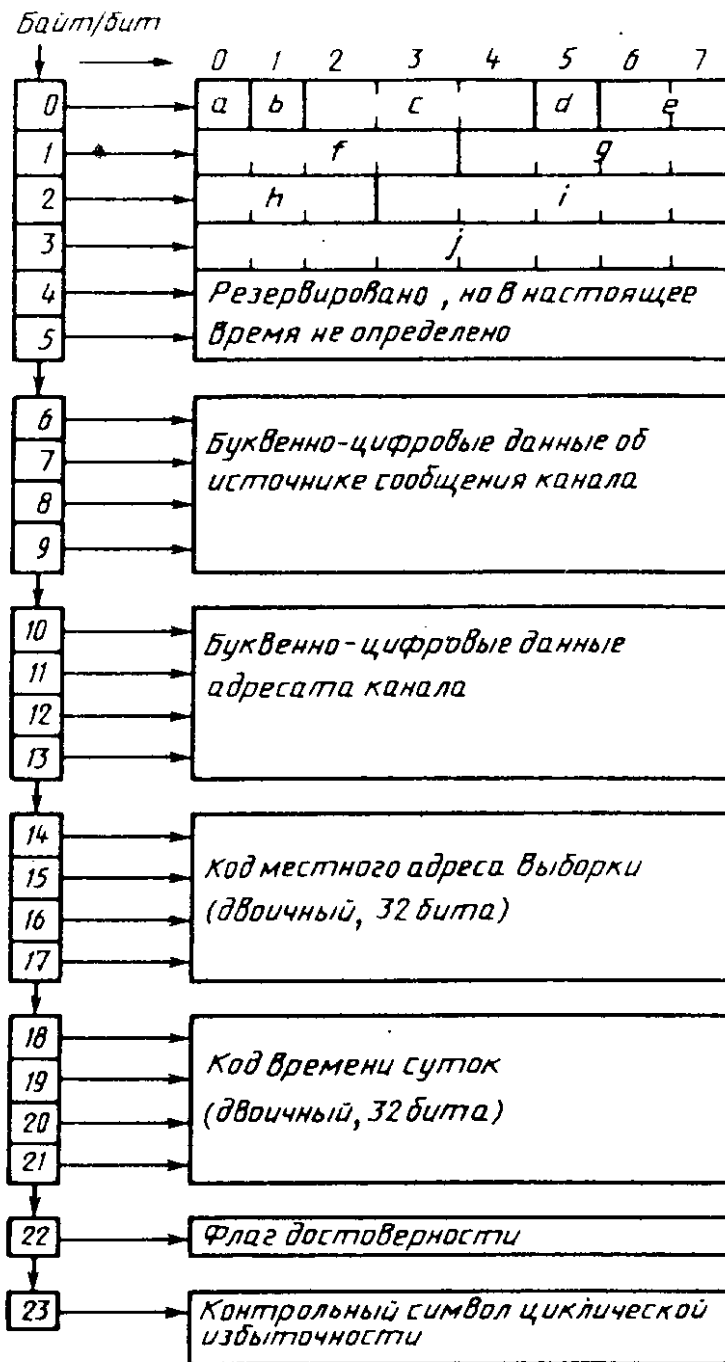 Байт/бит
0 1 2 3 4 5 6 7
0 a b c d e
1 f g
2 h i
3 j
4 Резервировано, но в настоящее
5 время не определено
6
7 Буквенно-цифровые данные об
8 источнике сообщения канала
9
10 Буквенно-цифровые данные
11 адресата канала
12
13
14
15 Код местного адреса выборки
16 (двоичный, 32 бита)
17
18
19 Код времени суток
20 (двоичный, 32 бита)
21
22 Флаг достоверности
23 Контрольный символ циклической
избыточности